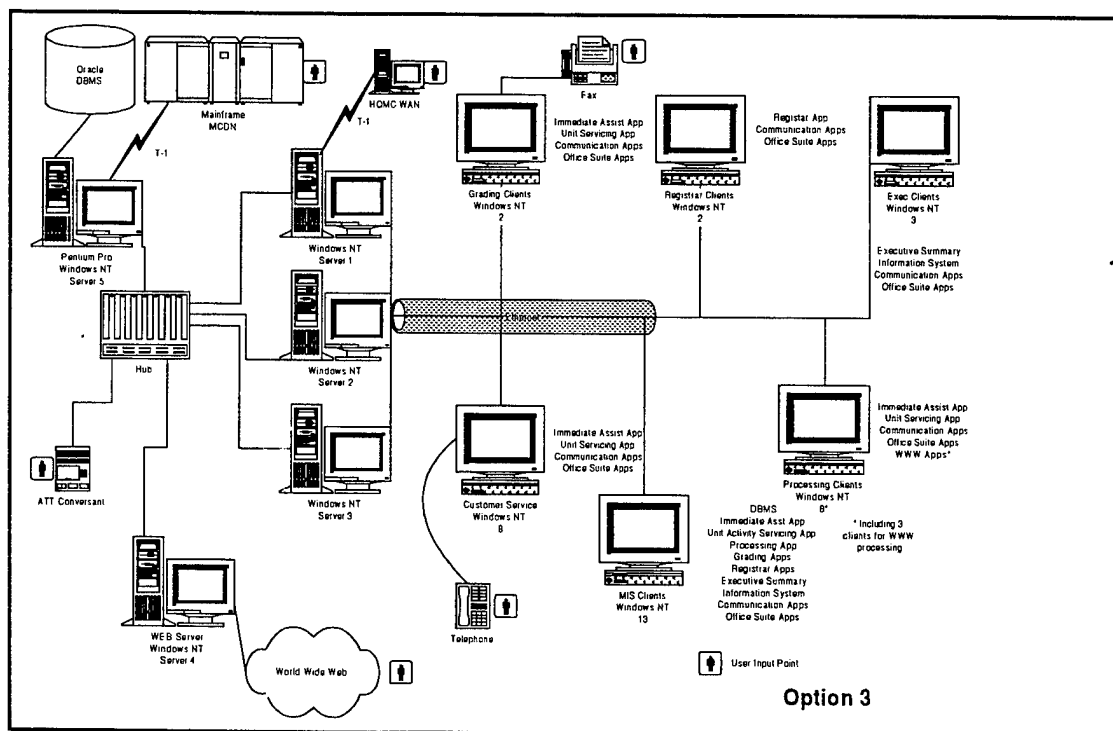 Oracle
DBMS
Mainframe
MCDN
T-1
HQMC WAN
T-1
Fax
Immediate Assist App
Unit Servicing App
Communication Apps
Office Suite Apps
Grading Clients
Windows NT
2
Registrar App
Communication Apps
Office Suite Apps
Registrar Clients
Windows NT
2
Exec Clients
Windows NT
3
Executive Summary
Information System
Communication Apps
Office Suite Apps
Pentium Pro
Windows NT
Server 5
Windows NT
Server 1
Hub
Windows NT
Server 2
Ethernet
Windows NT
Server 3
ATT Conversant
WEB Server
Windows NT
Server 4
World Wide Web
Immediate Assist App
Unit Servicing App
Communication Apps
Office Suite Apps
Customer Service
Windows NT
8
Telephone
MIS Clients
Windows NT
13
DBMS
Immediate Asst App
Unit Activity Servicing App
Processing App
Grading Apps
Registrar Apps
Executive Summary
Information System
Communication Apps
Office Suite Apps
Immediate Assist App
Unit Servicing App
Communication Apps
Office Suite Apps
WWW Apps*
Processing Clients
Windows NT
8*
* Including 3
clients for WWW
processing
User Input Point
Option 3